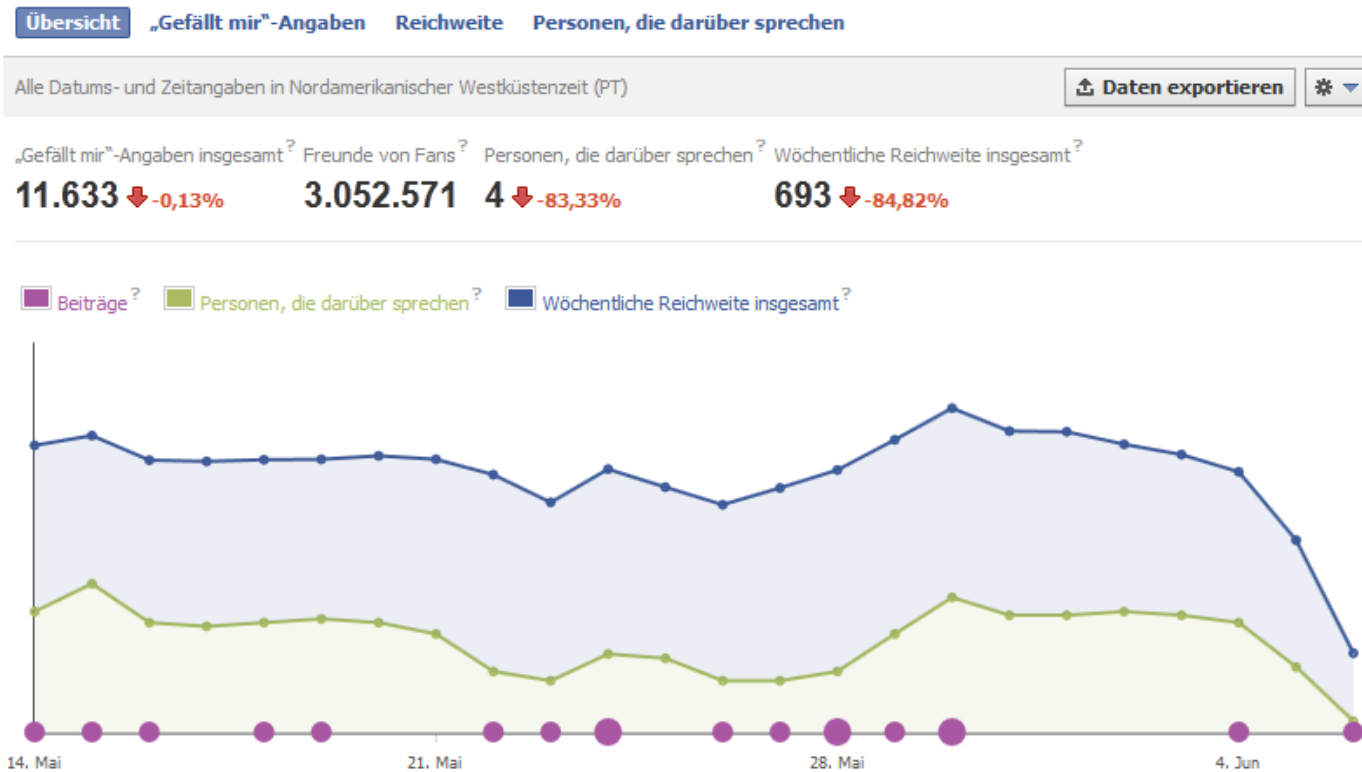 Übersicht „Gefällt mir“-Angaben Reichweite Personen, die darüber sprechen
Alle Datums- und Zeitangaben in Nordamerikanischer Westküstenzeit (PT) Daten exportieren
„Gefällt mir“-Angaben insgesamt? Freunde von Fans? Personen, die darüber sprechen? Wöchentliche Reichweite insgesamt?
11.633 -0,13% 3.052.571 4 -83,33% 693 -84,82%
Beiträge? Personen, die darüber sprechen? Wöchentliche Reichweite insgesamt?
14. Mai 21. Mai 28. Mai 4. Jun